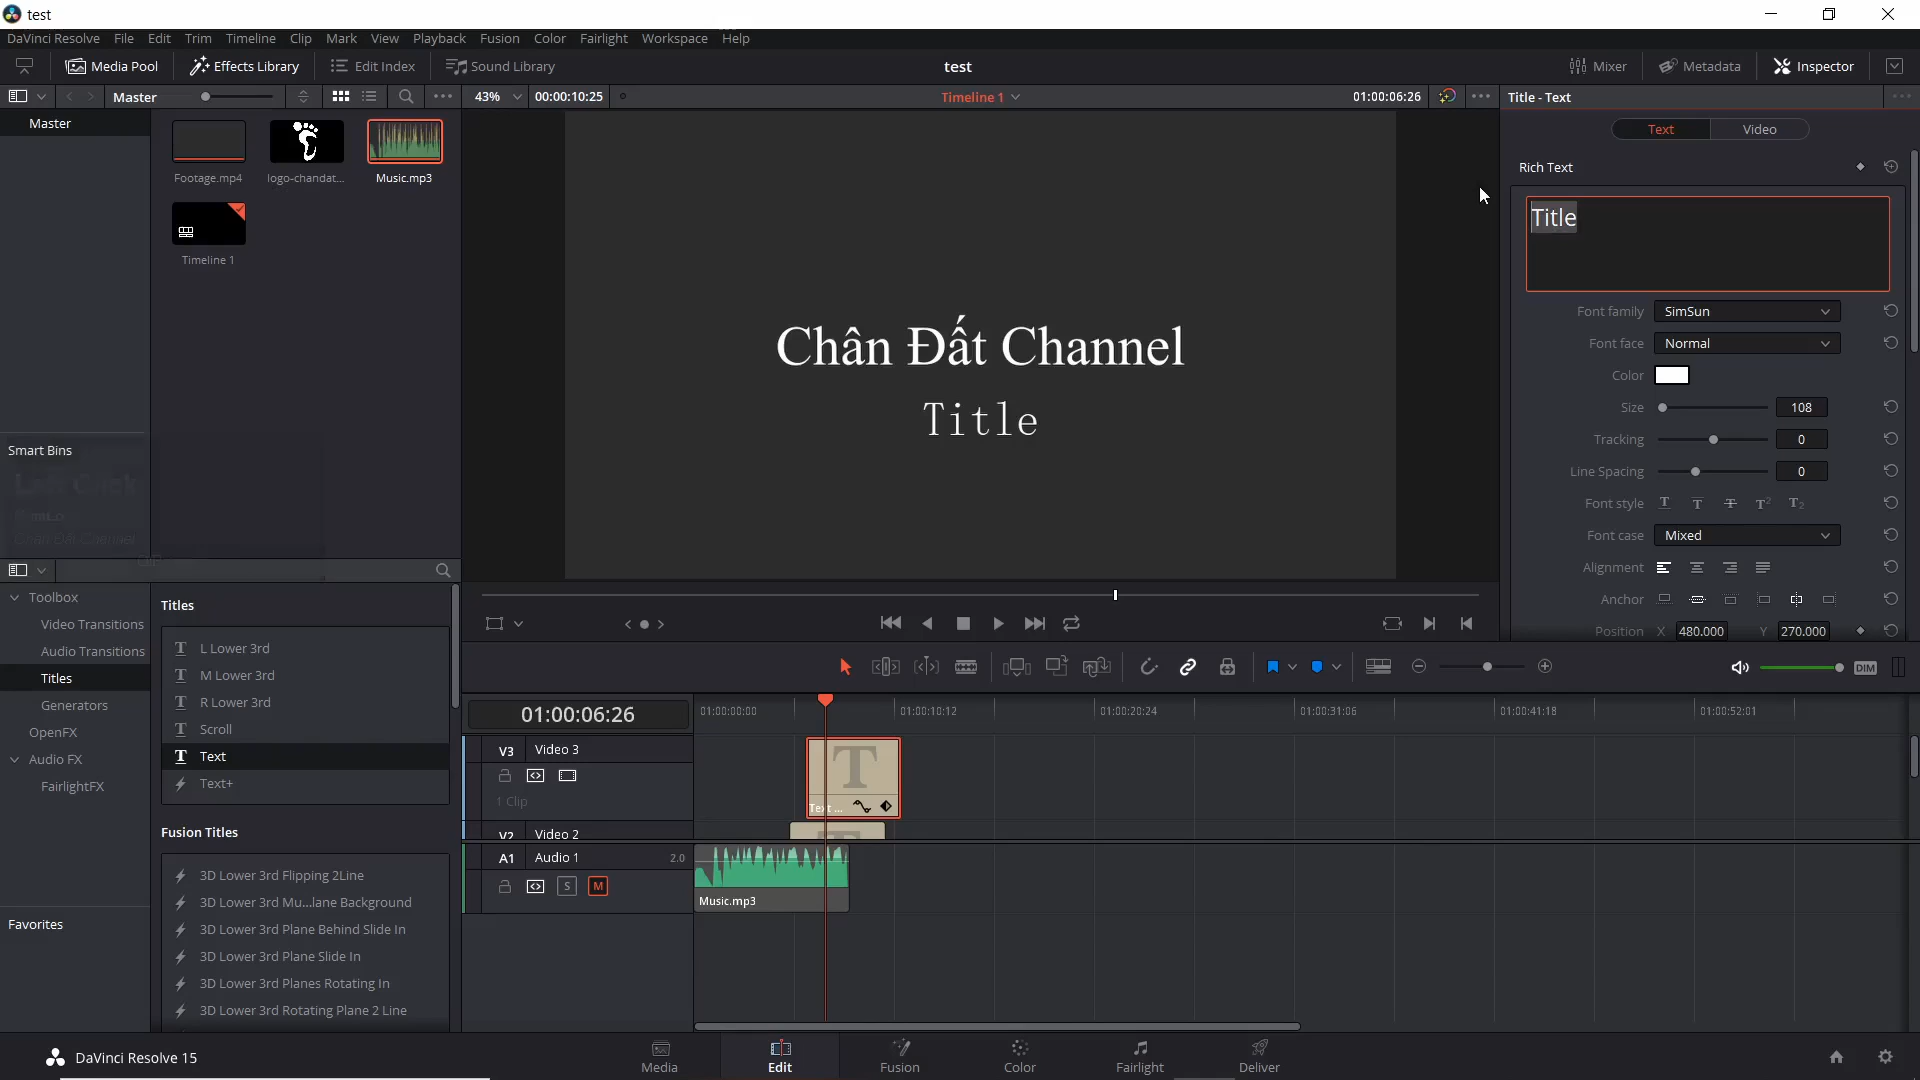 test
DaVinci Resolve File Edit Trim Timeline Clip Mark View Playback Fusion Color Fairlight Workspace Help
Media Pool Effects Library Edit Index Sound Library test Mixer Metadata Inspector
Master 43% 00:00:10:25 Timeline 1 01:00:06:26 Title - Text
Master
Footage.mp4 logo-chandat... Music.mp3
Timeline 1
Smart Bins
Chân Đất Channel
Title
Text Video
Rich Text
Title
Font family SimSun
Font face Normal
Color
Size 108
Tracking 0
Line Spacing 0
Font style T T T T2 T2
Font case Mixed
Alignment
Anchor
Position X 480.000 Y 270.000
Toolbox
Video Transitions
Audio Transitions
Titles
Generators
OpenFX
Audio FX
FairlightFX
Favorites
Titles
L Lower 3rd
M Lower 3rd
R Lower 3rd
Scroll
Text
Text+
Fusion Titles
3D Lower 3rd Flipping 2Line
3D Lower 3rd Mu...lane Background
3D Lower 3rd Plane Behind Slide In
3D Lower 3rd Plane Slide In
3D Lower 3rd Planes Rotating In
3D Lower 3rd Rotating Plane 2 Line
DIM
01:00:06:26 01:00:00:00 01:00:10:12 01:00:20:24 01:00:31:06 01:00:41:18 01:00:52:01
V3 Video 3
1 Clip
T
Text ...
V2 Video 2
A1 Audio 1 2.0
S M
Music.mp3
DaVinci Resolve 15
Media Edit Fusion Color Fairlight Deliver